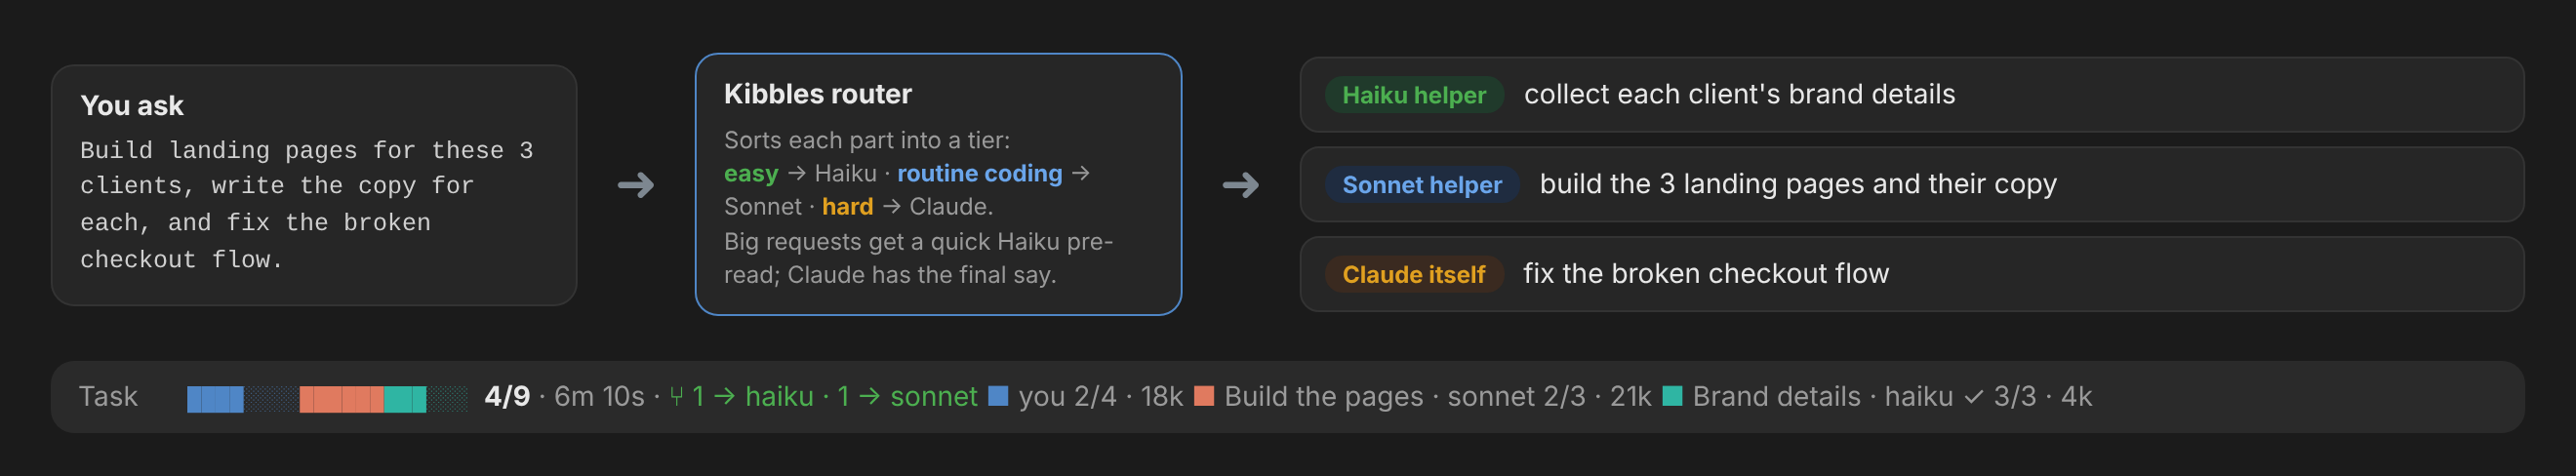 You ask
Build landing pages for these 3
clients, write the copy for
each, and fix the broken
checkout flow.
Kibbles router
Sorts each part into a tier:
easy → Haiku · routine coding →
Sonnet · hard → Claude.
Big requests get a quick Haiku pre-
read; Claude has the final say.
Haiku helper collect each client's brand details
Sonnet helper build the 3 landing pages and their copy
Claude itself fix the broken checkout flow
Task 4/9 · 6m 10s · ⑂ 1 → haiku · 1 → sonnet ■ you 2/4 · 18k ■ Build the pages · sonnet 2/3 · 21k ■ Brand details · haiku ✓ 3/3 · 4k